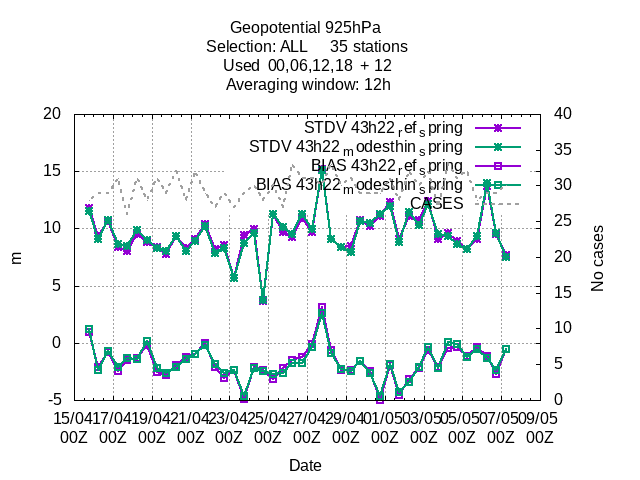 Geopotential 925hPa
Selection: ALL 35 stations
Used 00,06,12,18 + 12
Averaging window: 12h
20 40
STDV 43h22refspring
STDV 43h22modesthinspring
BIAS 43h22refspring
BIAS 43h22modesthinspring
CASES
35
15 30
25
10 20
m No cases
5 15
10
0
5
-5 0
15/04 17/04 19/04 21/04 23/04 25/04 27/04 29/04 01/05 03/05 05/05 07/05 09/05
00Z 00Z 00Z 00Z 00Z 00Z 00Z 00Z 00Z 00Z 00Z 00Z 00Z
Date